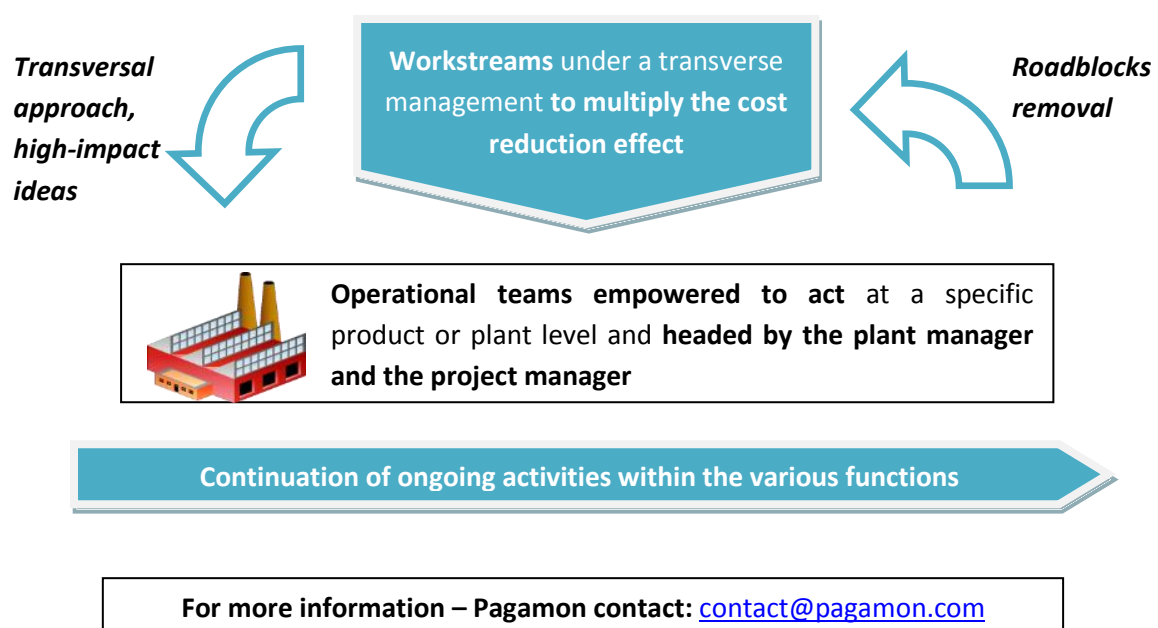 Transversal
approach,
high-impact
ideas
Workstreams under a transverse
management to multiply the cost
reduction effect
Roadblocks
removal
Operational teams empowered to act at a specific
product or plant level and headed by the plant manager
and the project manager
Continuation of ongoing activities within the various functions
For more information – Pagamon contact: contact@pagamon.com